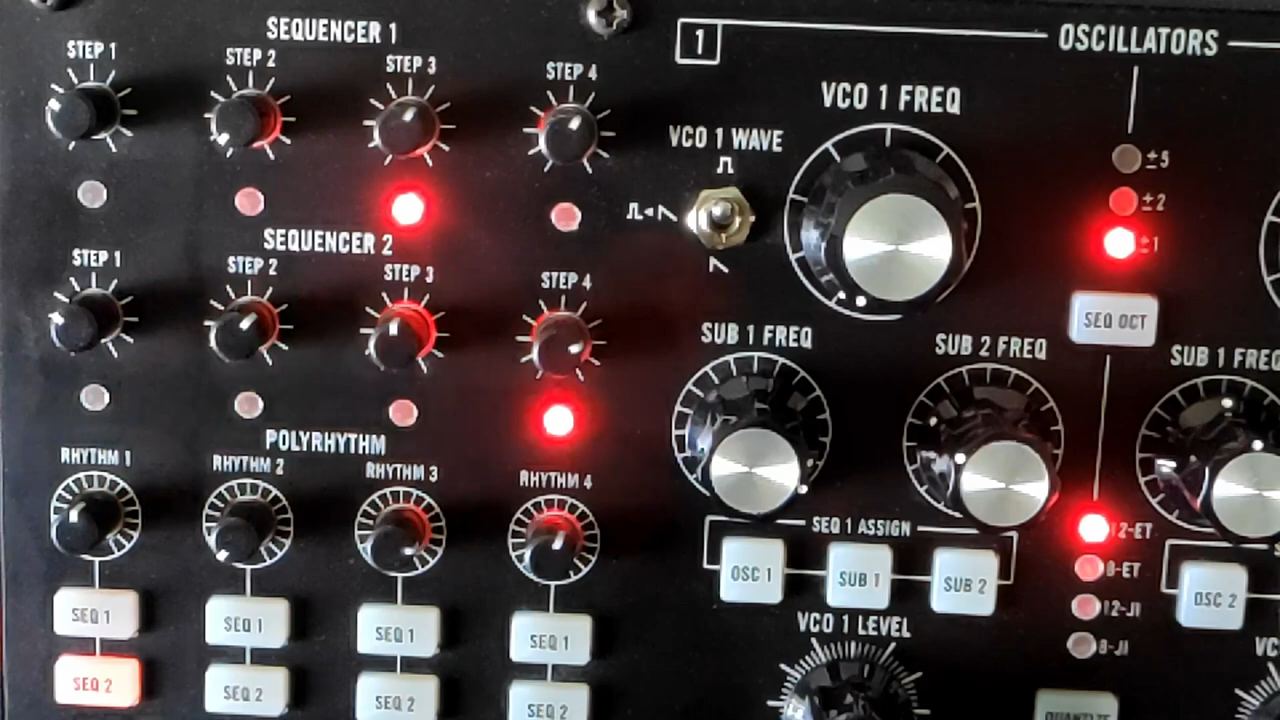 SEQUENCER 1
STEP 1
STEP 2
STEP 3
STEP 4
SEQUENCER 2
STEP 1
STEP 2
STEP 3
STEP 4
POLYRHYTHM
RHYTHM 1
RHYTHM 2
RHYTHM 3
RHYTHM 4
SEQ 1
SEQ 1
SEQ 1
SEQ 1
SEQ 2
SEQ 2
SEQ 2
SEQ 2
1
OSCILLATORS
VCO 1 FREQ
VCO 1 WAVE
±5
±2
±1
SEQ OCT
SUB 1 FREQ
SUB 2 FREQ
SUB 1 FREQ
SEQ 1 ASSIGN
OSC 1
SUB 1
SUB 2
OSC 2
12-ET
8-ET
12-JI
8-JI
VCO 1 LEVEL
VC
QUANTIZE